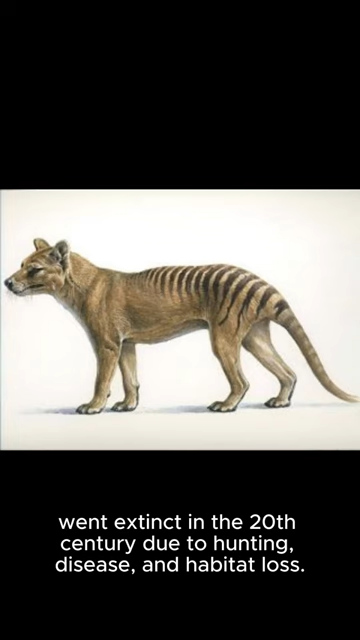 went extinct in the 20th
century due to hunting,
disease, and habitat loss.